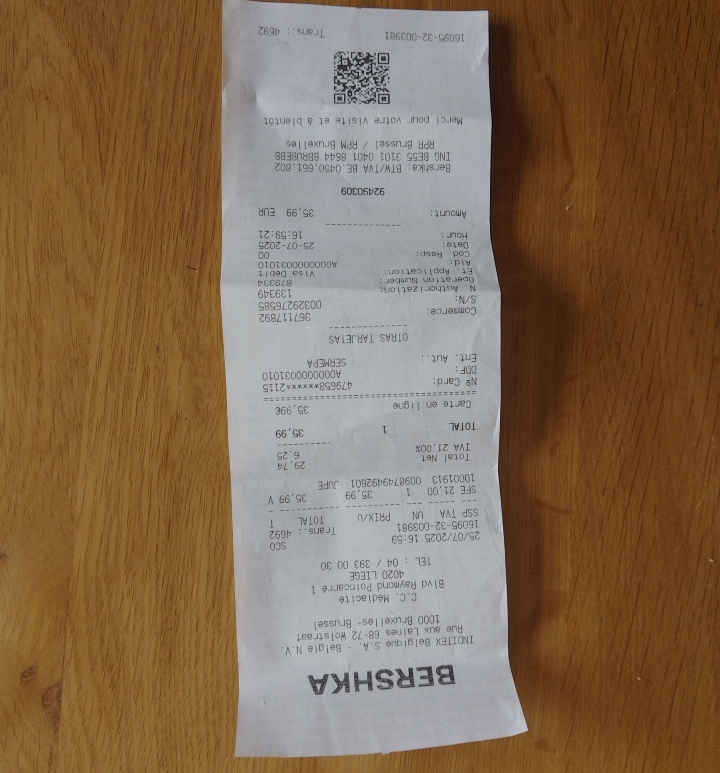 BERSHKA
INDITEX Belgique S.A. - België N.V.
Rue aux Laines 68-72 Wolstraat
1000 Bruxelles- Brussel
C.C. Médiacité
Blvd Raymond Poincarré 1
4020 LIEGE
TEL : 04 / 393 00 30
SCO
25/07/2025 16:59
16095-32-003981 Trans.: 4692
SSP TVA UN PRIX/U TOTAL T
SFE 21,00 1 35,99 35,99 V
10001913 00987492601 JUPE
Total Net 29,74
IVA 21,00% 6,25
TOTAL 1 35,99
Carte en ligne 35,99€
Nº Card: 479658******2115
DDF: A0000000031010
Ent. Aut.: SERMEPA
OTRAS TARJETAS
Commerce: 367117892
S/N: 00329276585
N. Authorization: 139349
Operation Number: 879334
Et. Application: Visa Debit
Aid: A0000000031010
Cod. Resp: 00
Date: 25-07-2025
Hour: 16:59:21
Amount: 35,99 EUR
92490309
Bershka: BTW/TVA BE.0450.661.802
ING BE55 3101 0401 8644 BBRUBEBB
RPR Brussel / RPM Bruxelles
Merci pour votre visite et à bientôt
16095-32-003981 Trans.: 4692